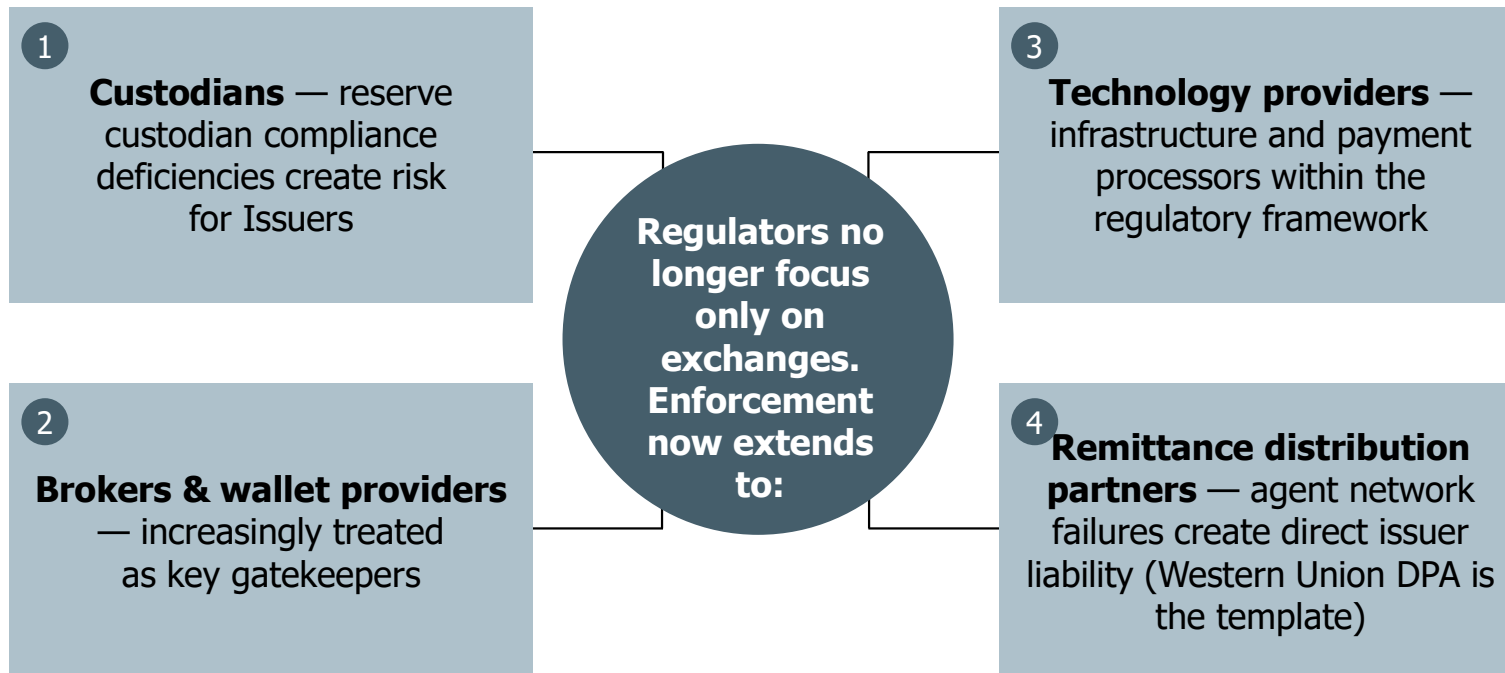 1
Custodians — reserve
custodian compliance
deficiencies create risk
for Issuers
2
Brokers & wallet providers
— increasingly treated
as key gatekeepers
Regulators no
longer focus
only on
exchanges.
Enforcement
now extends
to:
3
Technology providers —
infrastructure and payment
processors within the
regulatory framework
4
Remittance distribution
partners — agent network
failures create direct issuer
liability (Western Union DPA is
the template)